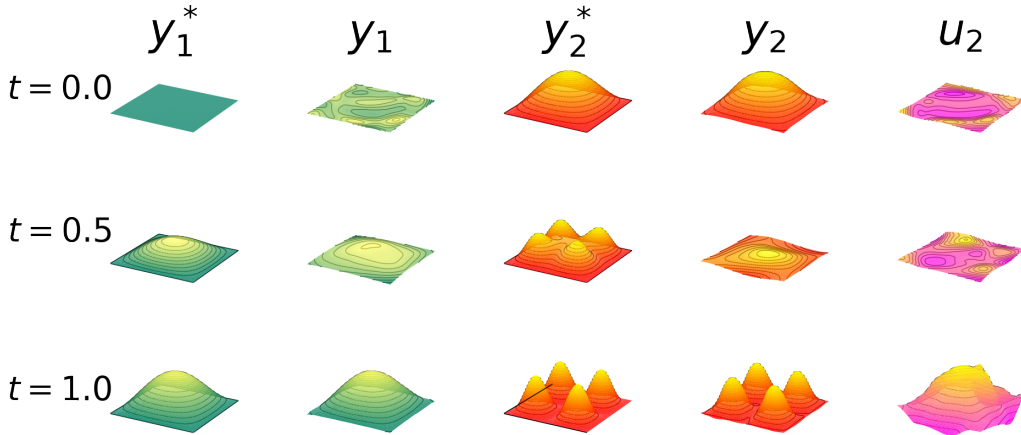 y₁* y₁ y₂* y₂ u₂
t = 0.0
t = 0.5
t = 1.0